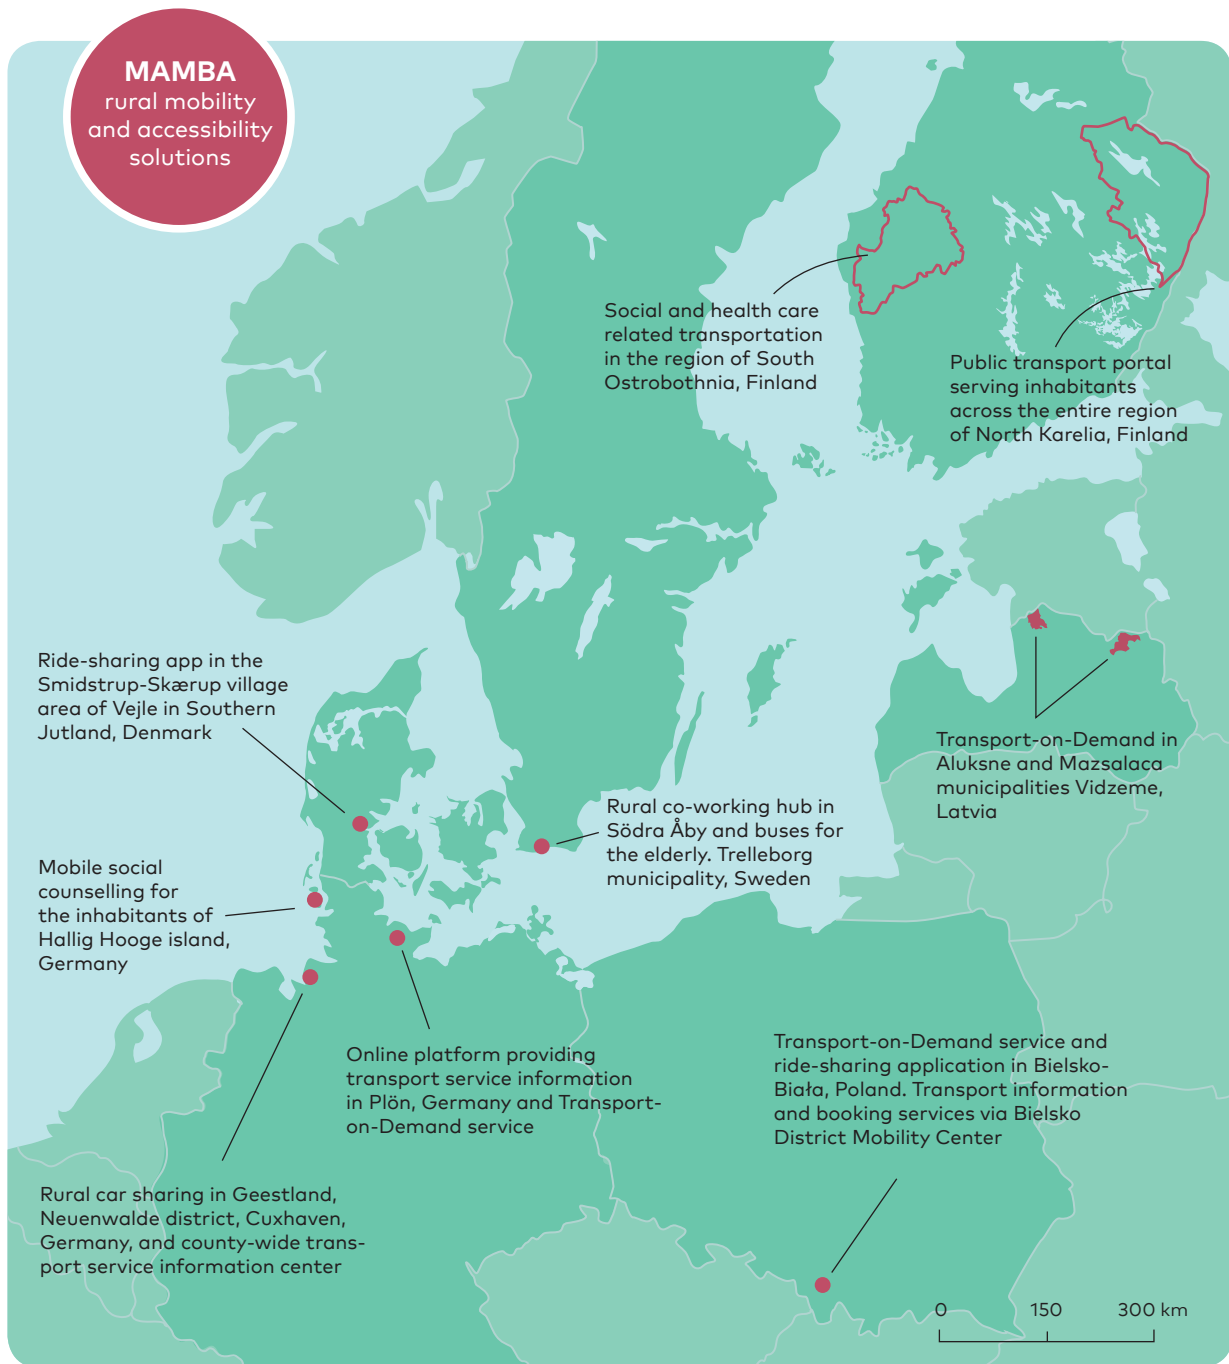 MAMBA
rural mobility
and accessibility
solutions
Social and health care
related transportation
in the region of South
Ostrobothnia, Finland
Public transport portal
serving inhabitants
across the entire region
of North Karelia, Finland
Ride-sharing app in the
Smidstrup-Skærup village
area of Vejle in Southern
Jutland, Denmark
Transport-on-Demand in
Aluksne and Mazsalaca
municipalities Vidzeme,
Latvia
Rural co-working hub in
Södra Åby and buses for
the elderly. Trelleborg
municipality, Sweden
Mobile social
counselling for
the inhabitants of
Hallig Hooge island,
Germany
Online platform providing
transport service information
in Plön, Germany and Transport-
on-Demand service
Transport-on-Demand service and
ride-sharing application in Bielsko-
Biała, Poland. Transport information
and booking services via Bielsko
District Mobility Center
Rural car sharing in Geestland,
Neuenwalde district, Cuxhaven,
Germany, and county-wide trans-
port service information center
0 150 300 km